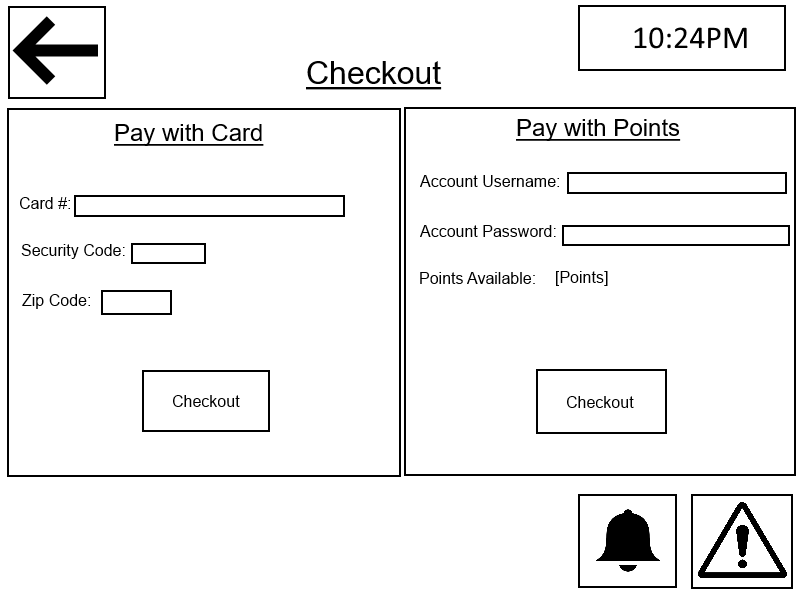 10:24PM
Checkout
Pay with Card
Card #:
Security Code:
Zip Code:
Checkout
Pay with Points
Account Username:
Account Password:
Points Available: [Points]
Checkout